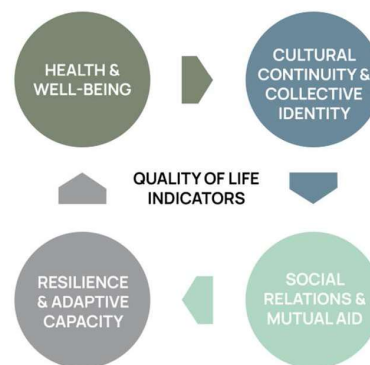 HEALTH &
WELL-BEING
CULTURAL
CONTINUITY &
COLLECTIVE
IDENTITY
QUALITY OF LIFE
INDICATORS
RESILIENCE
& ADAPTIVE
CAPACITY
SOCIAL
RELATIONS &
MUTUAL AID